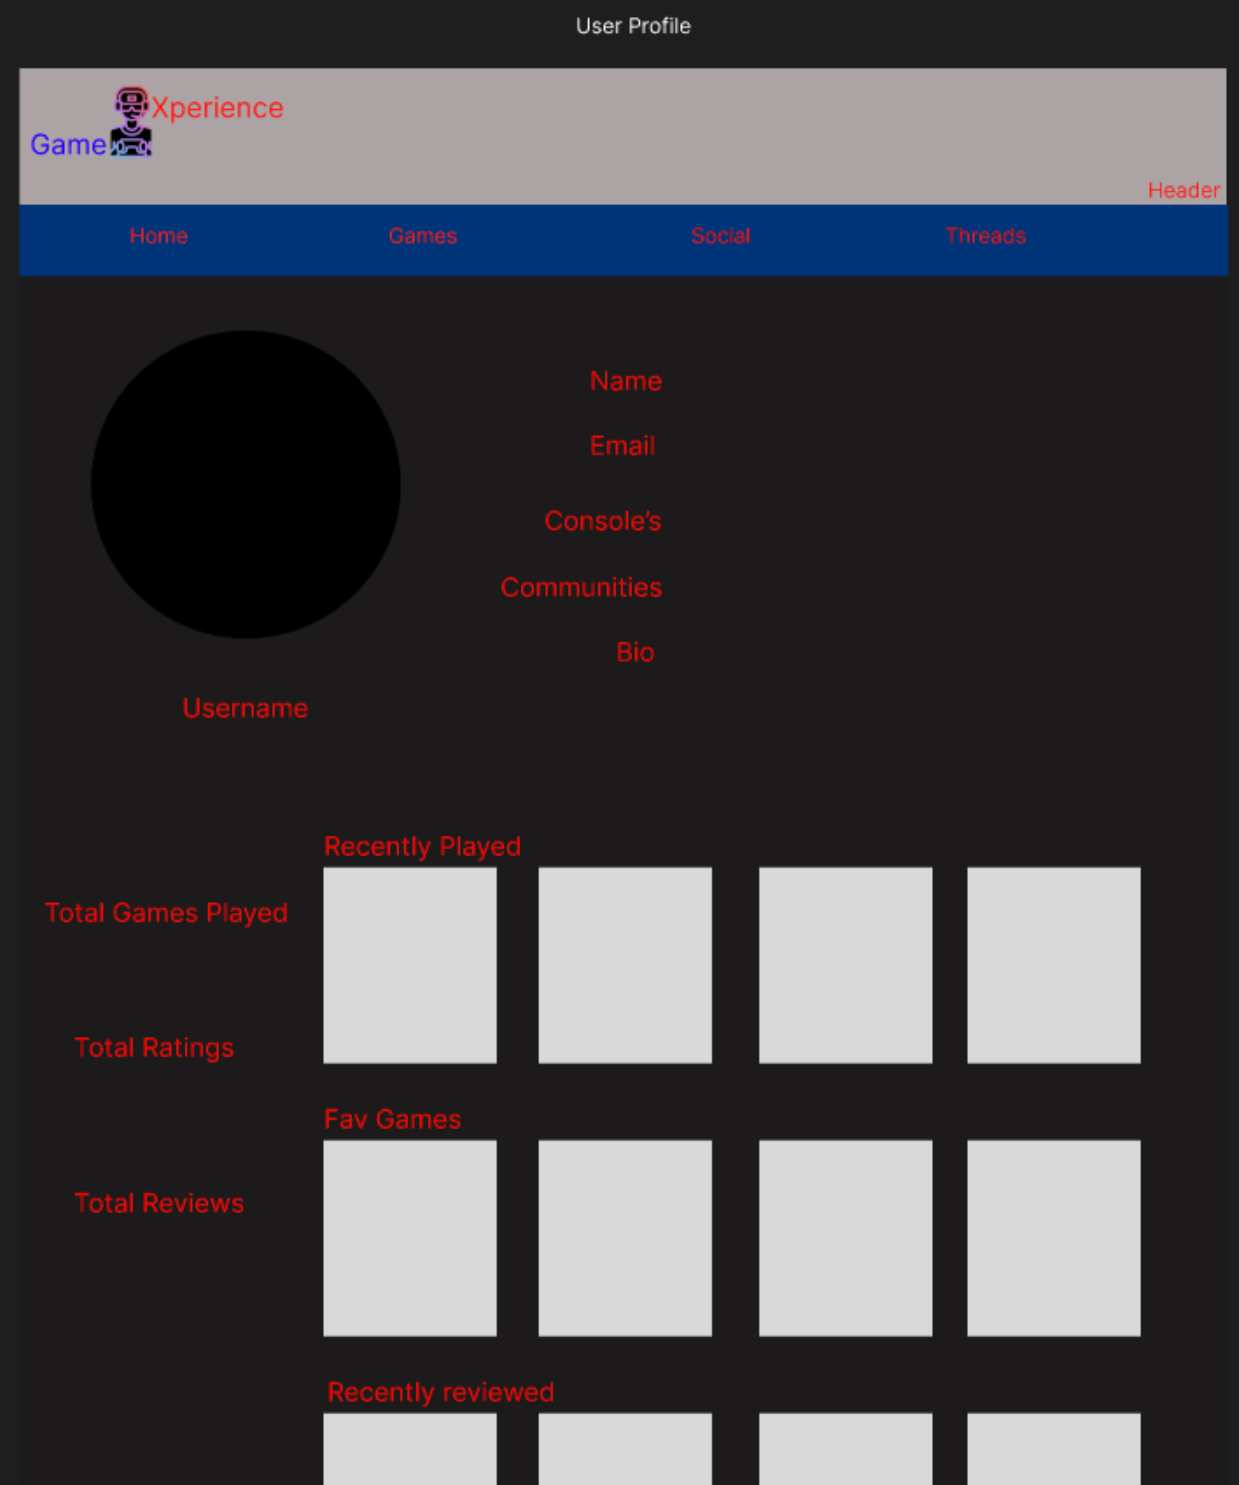 User Profile
Xperience
Game
Header
Home Games Social Threads
Name
Email
Console's
Communities
Bio
Username
Recently Played
Total Games Played
Total Ratings
Fav Games
Total Reviews
Recently reviewed